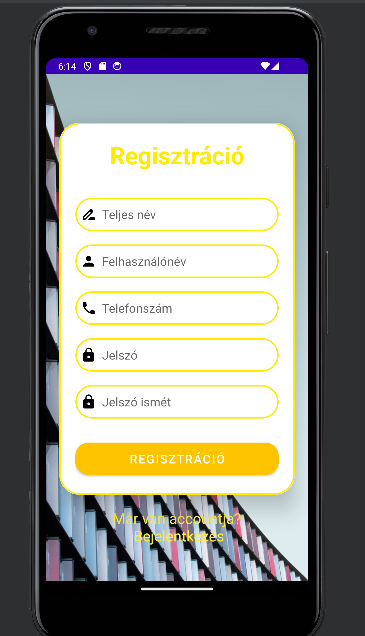 6:14
Regisztráció
Teljes név
Felhasználónév
Telefonszám
Jelszó
Jelszó ismét
REGISZTRÁCIÓ
Már van accountja?
Bejelentkezés